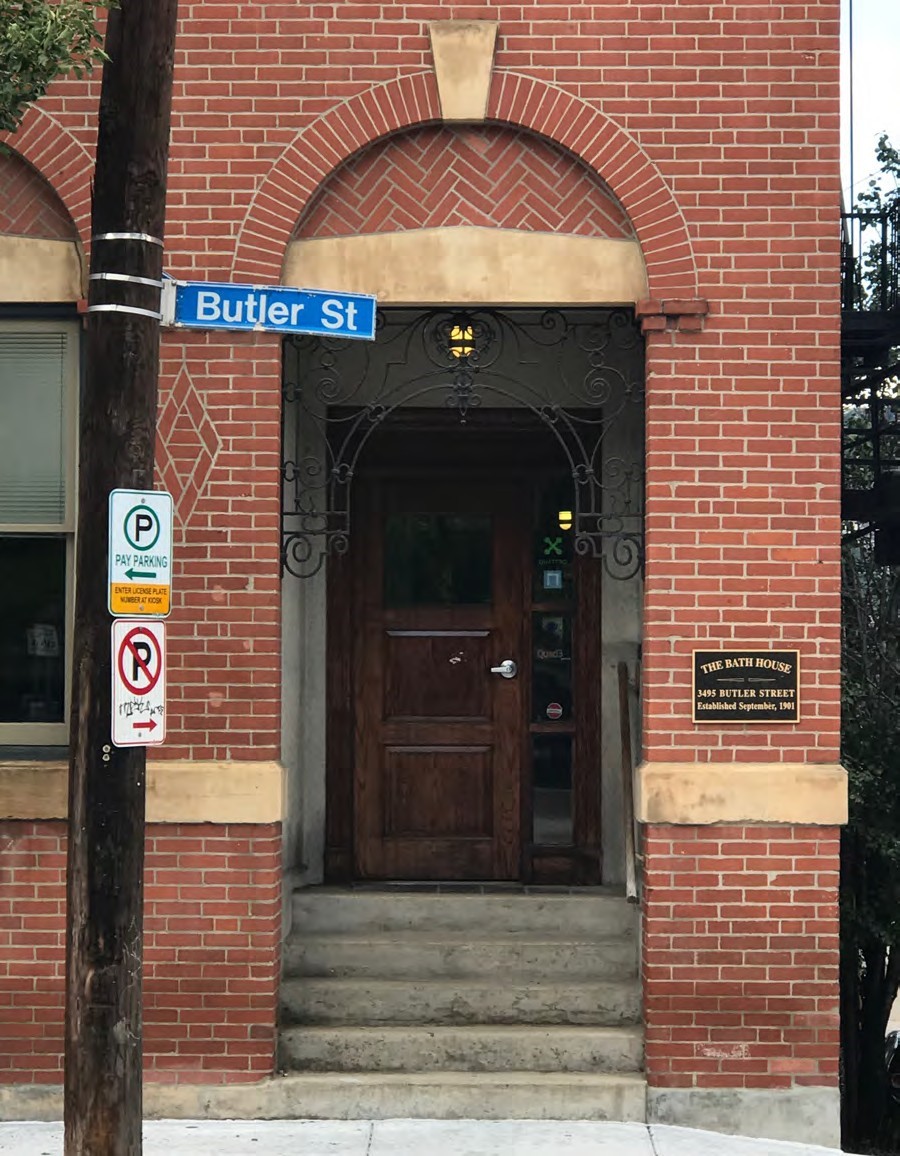 Butler St
P
PAY PARKING
ENTER LICENSE PLATE
NUMBER AT KIOSK
P
THE BATH HOUSE
3495 BUTLER STREET
Established September, 1901